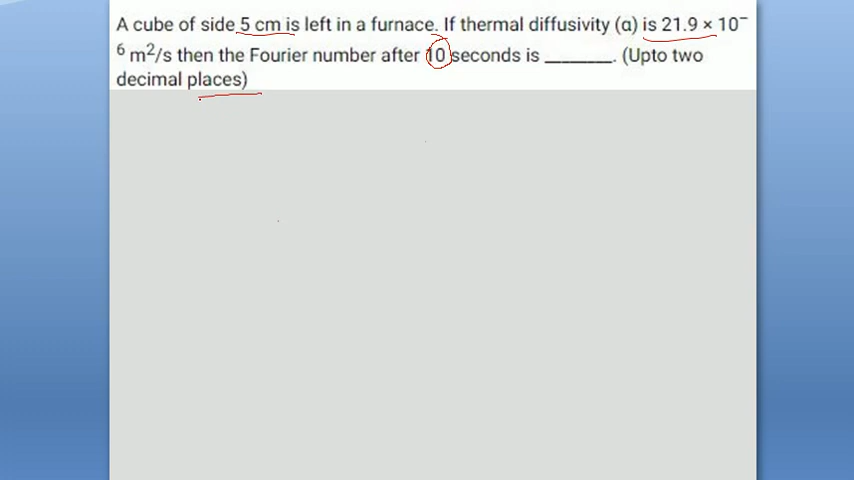 A cube of side 5 cm is left in a furnace. If thermal diffusivity (α) is 21.9 × 10⁻
⁶ m²/s then the Fourier number after 10 seconds is ________. (Upto two
decimal places)